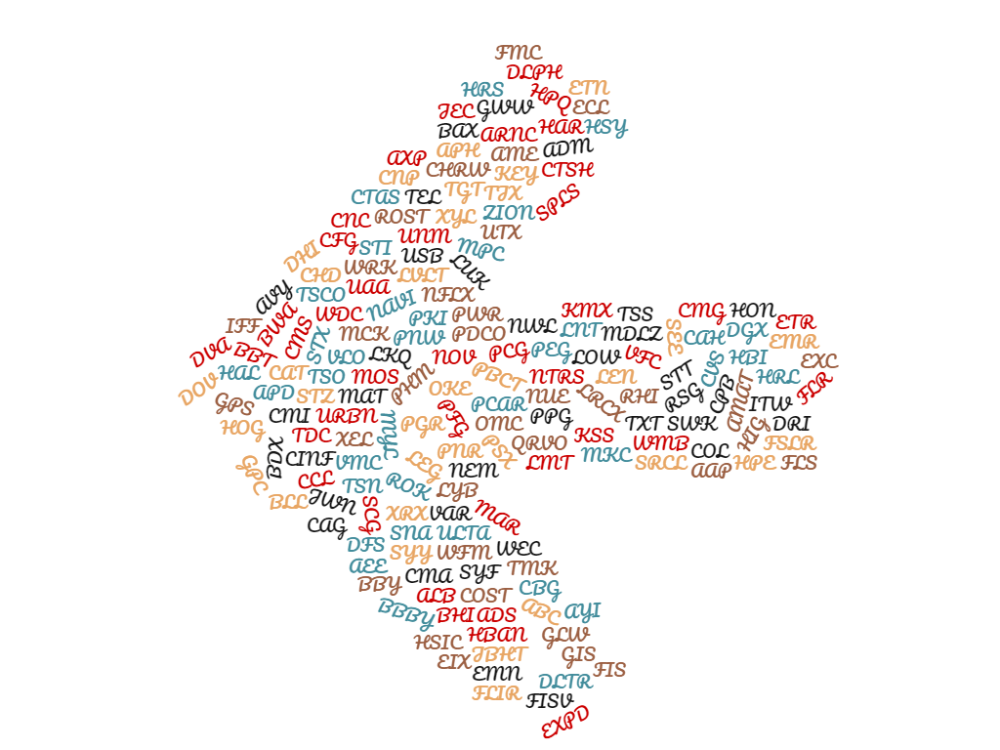 FMC
DLPH
HRS HPQ ETN
JEC GWW ECL
BAX ARNC HAR HSY
APH AME ADM
AXP CHRW KEY CTSH
CNP TGT TJX
CTAS TEL SPLS
CNC ROST XYL ZION
CFG STI UNM UTX
DHI USB MPC
CHD WRK LVLT LUK
AVY TSCO UAA NFLX
BWA WDC NAVI PKI PWR KMX TSS CMG HON
IFF CMS STX MCK PNW PDCO NWL LNT MDLZ SEE CAH DGX ETR
DVA BBT VLO LKQ NOV PCG PEG LOW VFC CVS HBI EMR EXC
DOV HAL CAT TSO MOS PHM PBCT NTRS LEN STT HRL FLR
APD STZ MAT OKE PCAR NUE LRCX RHI RSG CPB AMAT ITW
GPS CMI URBN MHC PGR PFG OMC PPG TXT SWK HIG DRI
HOG TDC XEL PNR PSX QRVO KSS WMB FSLR
GPC BDX CINF VMC LEG NEM LMT MKC SRCL COL AAP HPE FLS
CCL TSN ROK LYB
BLL JWN SCG XRX VAR MAR
CAG SNA ULTA
DFS SYY WFM WEC
AEE CMA SYF TMK
BBY ALB COST CBG
BBBY BHI ADS ABC AYI
HSIC HBAN GLW
EIX JBHT GIS
EMN DLTR FIS
FLIR FISV
EXPD